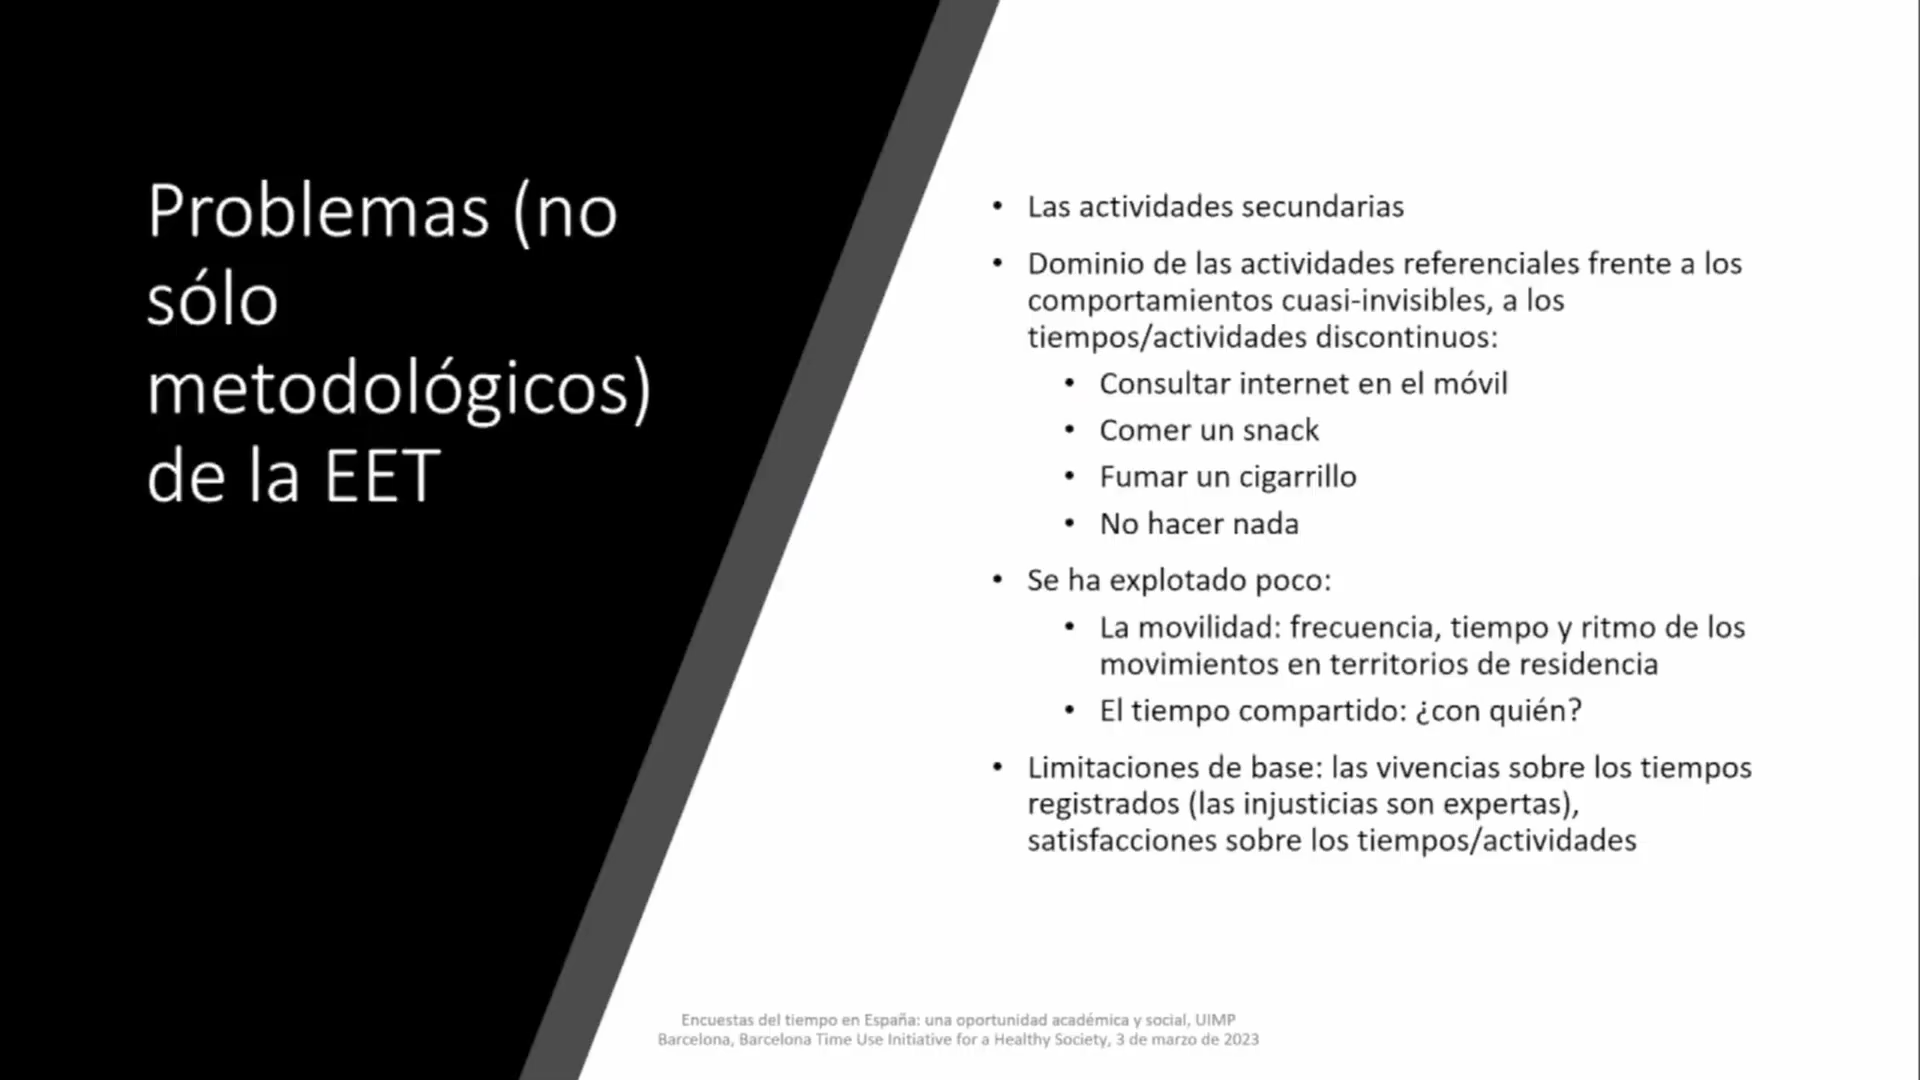 Problemas (no
sólo
metodológicos)
de la EET
• Las actividades secundarias
• Dominio de las actividades referenciales frente a los
comportamientos cuasi-invisibles, a los
tiempos/actividades discontinuos:
• Consultar internet en el móvil
• Comer un snack
• Fumar un cigarrillo
• No hacer nada
• Se ha explotado poco:
• La movilidad: frecuencia, tiempo y ritmo de los
movimientos en territorios de residencia
• El tiempo compartido: ¿con quién?
• Limitaciones de base: las vivencias sobre los tiempos
registrados (las injusticias son expertas),
satisfacciones sobre los tiempos/actividades
Encuestas del tiempo en España: una oportunidad académica y social, UIMP
Barcelona, Barcelona Time Use Initiative for a Healthy Society, 3 de marzo de 2023